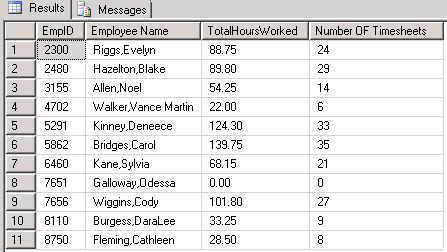 Results Messages
EmpID Employee Name TotalHoursWorked Number OF Timesheets
1 2300 Riggs,Evelyn 88.75 24
2 2480 Hazelton,Blake 89.80 29
3 3155 Allen,Noel 54.25 14
4 4702 Walker,Vance Martin 22.00 6
5 5291 Kinney,Deneece 124.30 33
6 5862 Bridges,Carol 139.75 35
7 6460 Kane,Sylvia 68.15 21
8 7651 Galloway,Odessa 0.00 0
9 7656 Wiggins,Cody 101.80 27
10 8110 Burgess,DaraLee 33.25 9
11 8750 Fleming,Cathleen 28.50 8